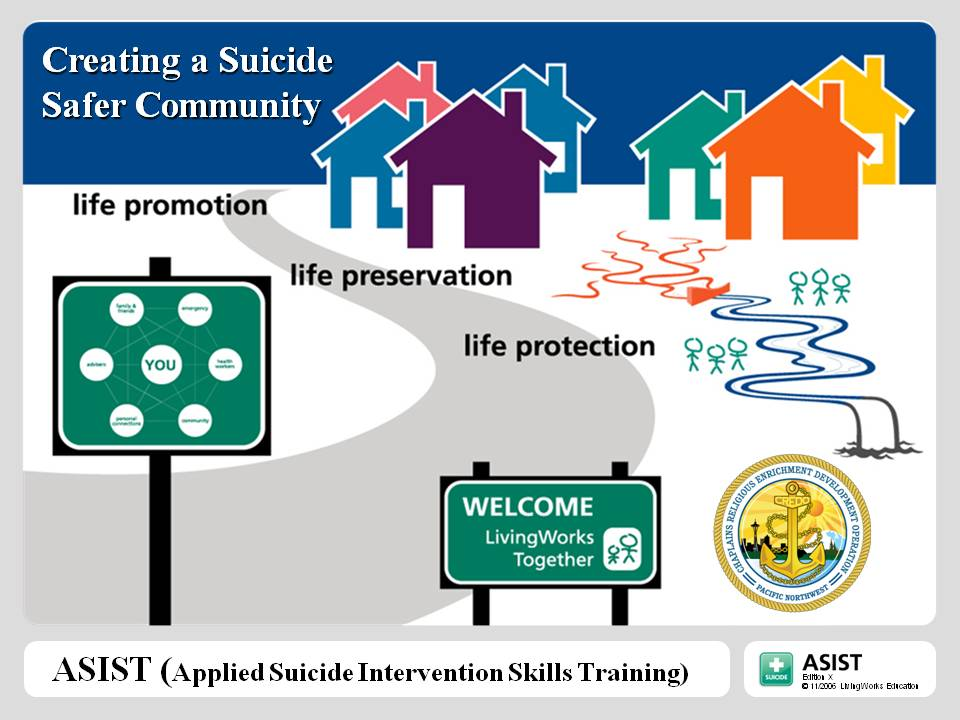 Creating a Suicide
Safer Community
life promotion
life preservation
life protection
family &
friends
emergency
advisers
YOU
health
workers
personal
connections
community
WELCOME
LivingWorks
Together
CHAPLAINS RELIGIOUS ENRICHMENT DEVELOPMENT OPERATION
CREDO
PACIFIC NORTHWEST
ASIST (Applied Suicide Intervention Skills Training)
SUICIDE
ASIST
Edition X
© 11/2006 LivingWorks Education